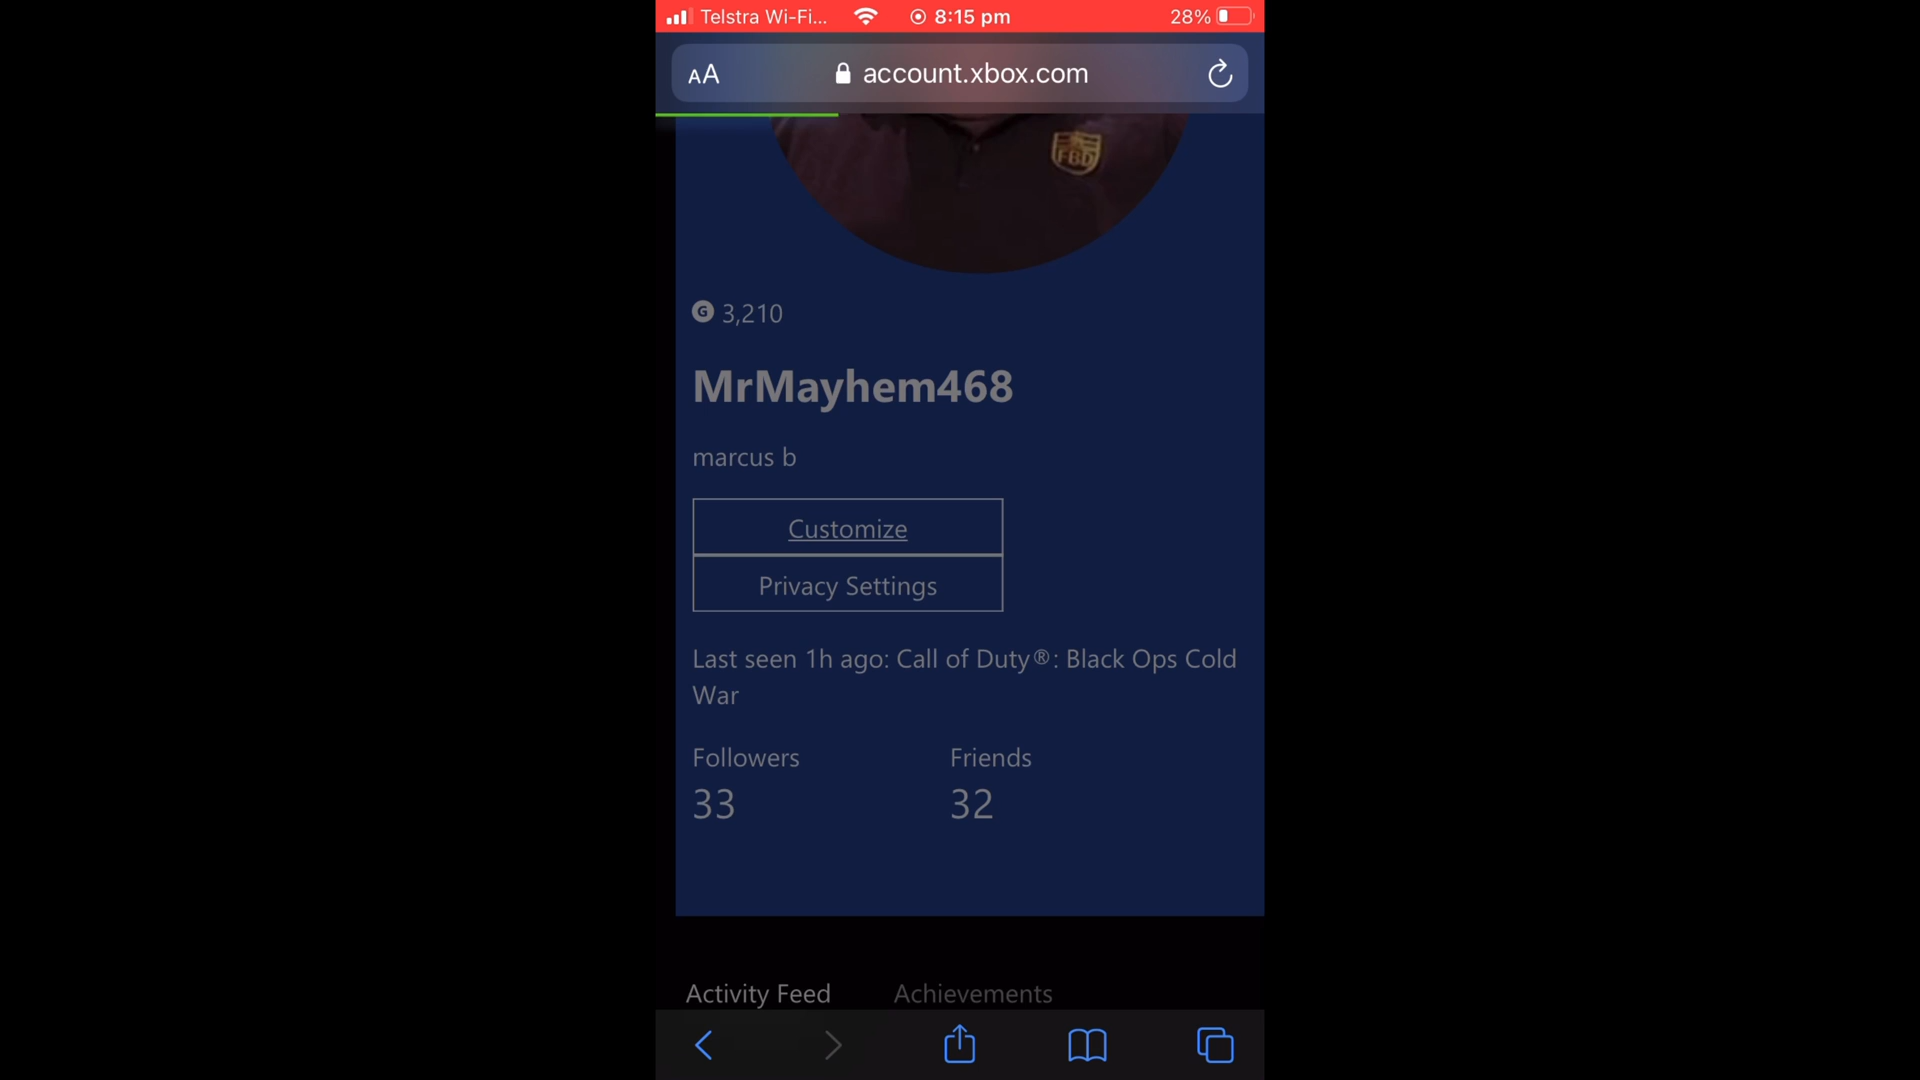 Telstra Wi-Fi... 8:15 pm 28%
AA account.xbox.com
FBD
G 3,210
MrMayhem468
marcus b
Customize
Privacy Settings
Last seen 1h ago: Call of Duty®: Black Ops Cold
War
Followers Friends
33 32
Activity Feed Achievements